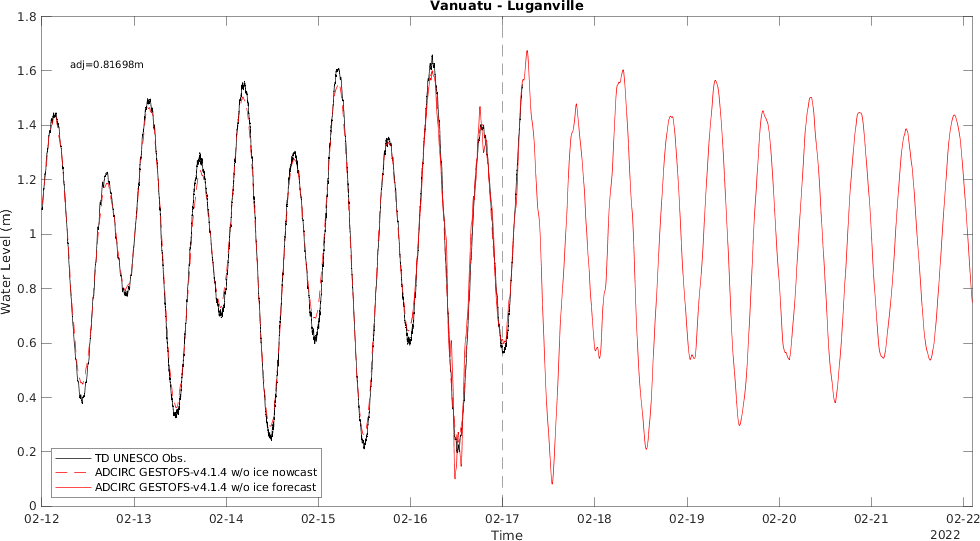 Vanuatu - Luganville
1.8
1.6
1.4
1.2
1
0.8
0.6
0.4
0.2
0
Water Level (m)
adj=0.81698m
TD UNESCO Obs.
ADCIRC GESTOFS-v4.1.4 w/o ice nowcast
ADCIRC GESTOFS-v4.1.4 w/o ice forecast
02-12 02-13 02-14 02-15 02-16 02-17 02-18 02-19 02-20 02-21 02-22
Time
2022